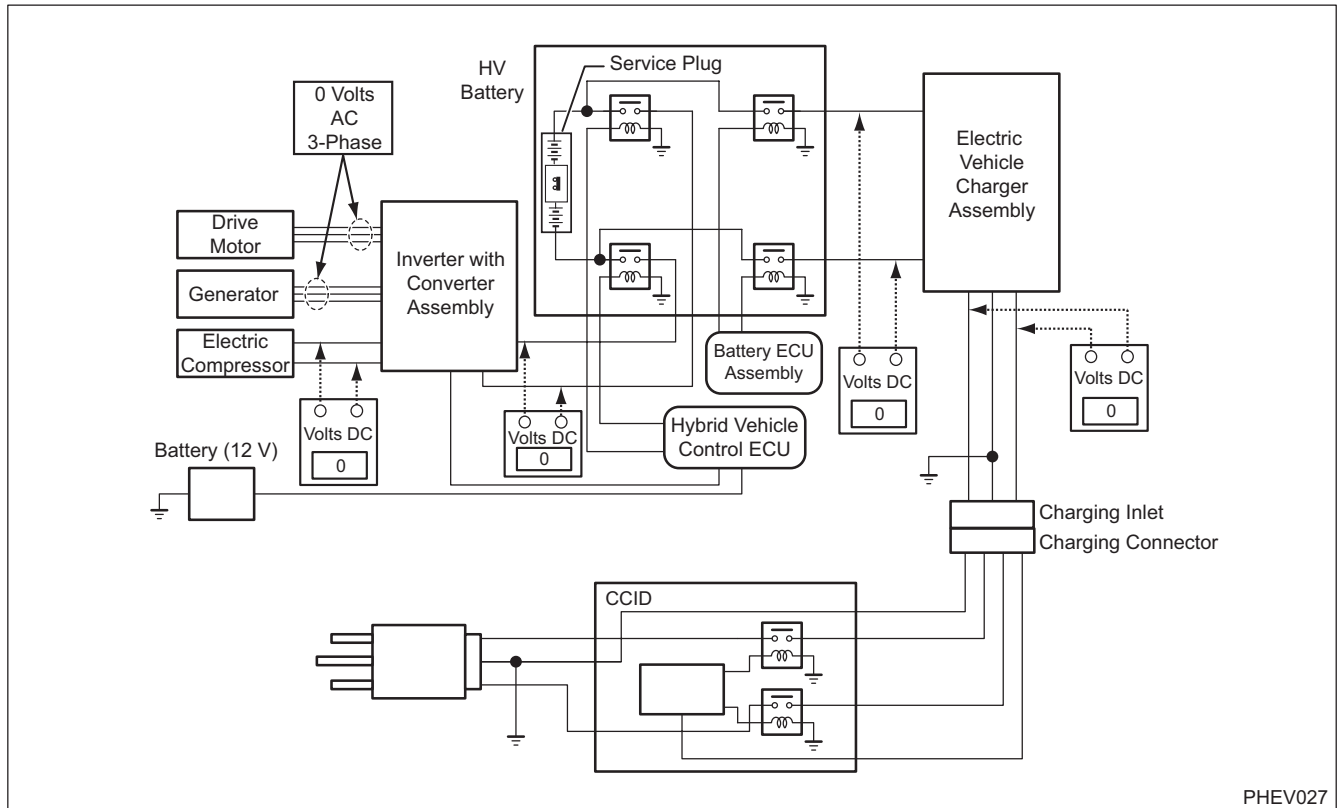 HV
Battery
Service Plug
0 Volts
AC
3-Phase
Electric
Vehicle
Charger
Assembly
Drive
Motor
Inverter with
Converter
Assembly
Generator
Electric
Compressor
Battery ECU
Assembly
Volts DC
0
Volts DC
0
Volts DC
0
Volts DC
0
Hybrid Vehicle
Control ECU
Battery (12 V)
Charging Inlet
Charging Connector
CCID
PHEV027